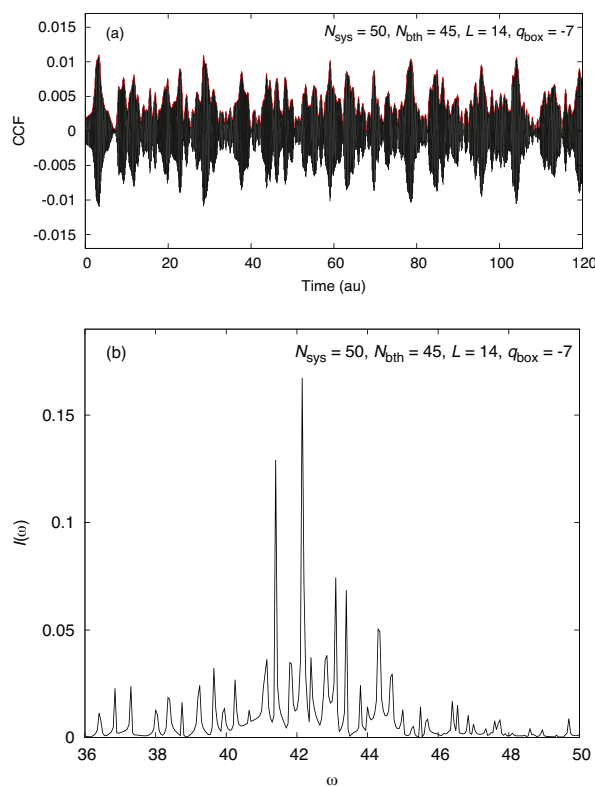 (a) N_sys = 50, N_bth = 45, L = 14, q_box = -7
0.015
0.01
0.005
0
-0.005
-0.01
-0.015
CCF
0 20 40 60 80 100 120
Time (au)
(b) N_sys = 50, N_bth = 45, L = 14, q_box = -7
0.15
0.1
0.05
0
I(ω)
36 38 40 42 44 46 48 50
ω